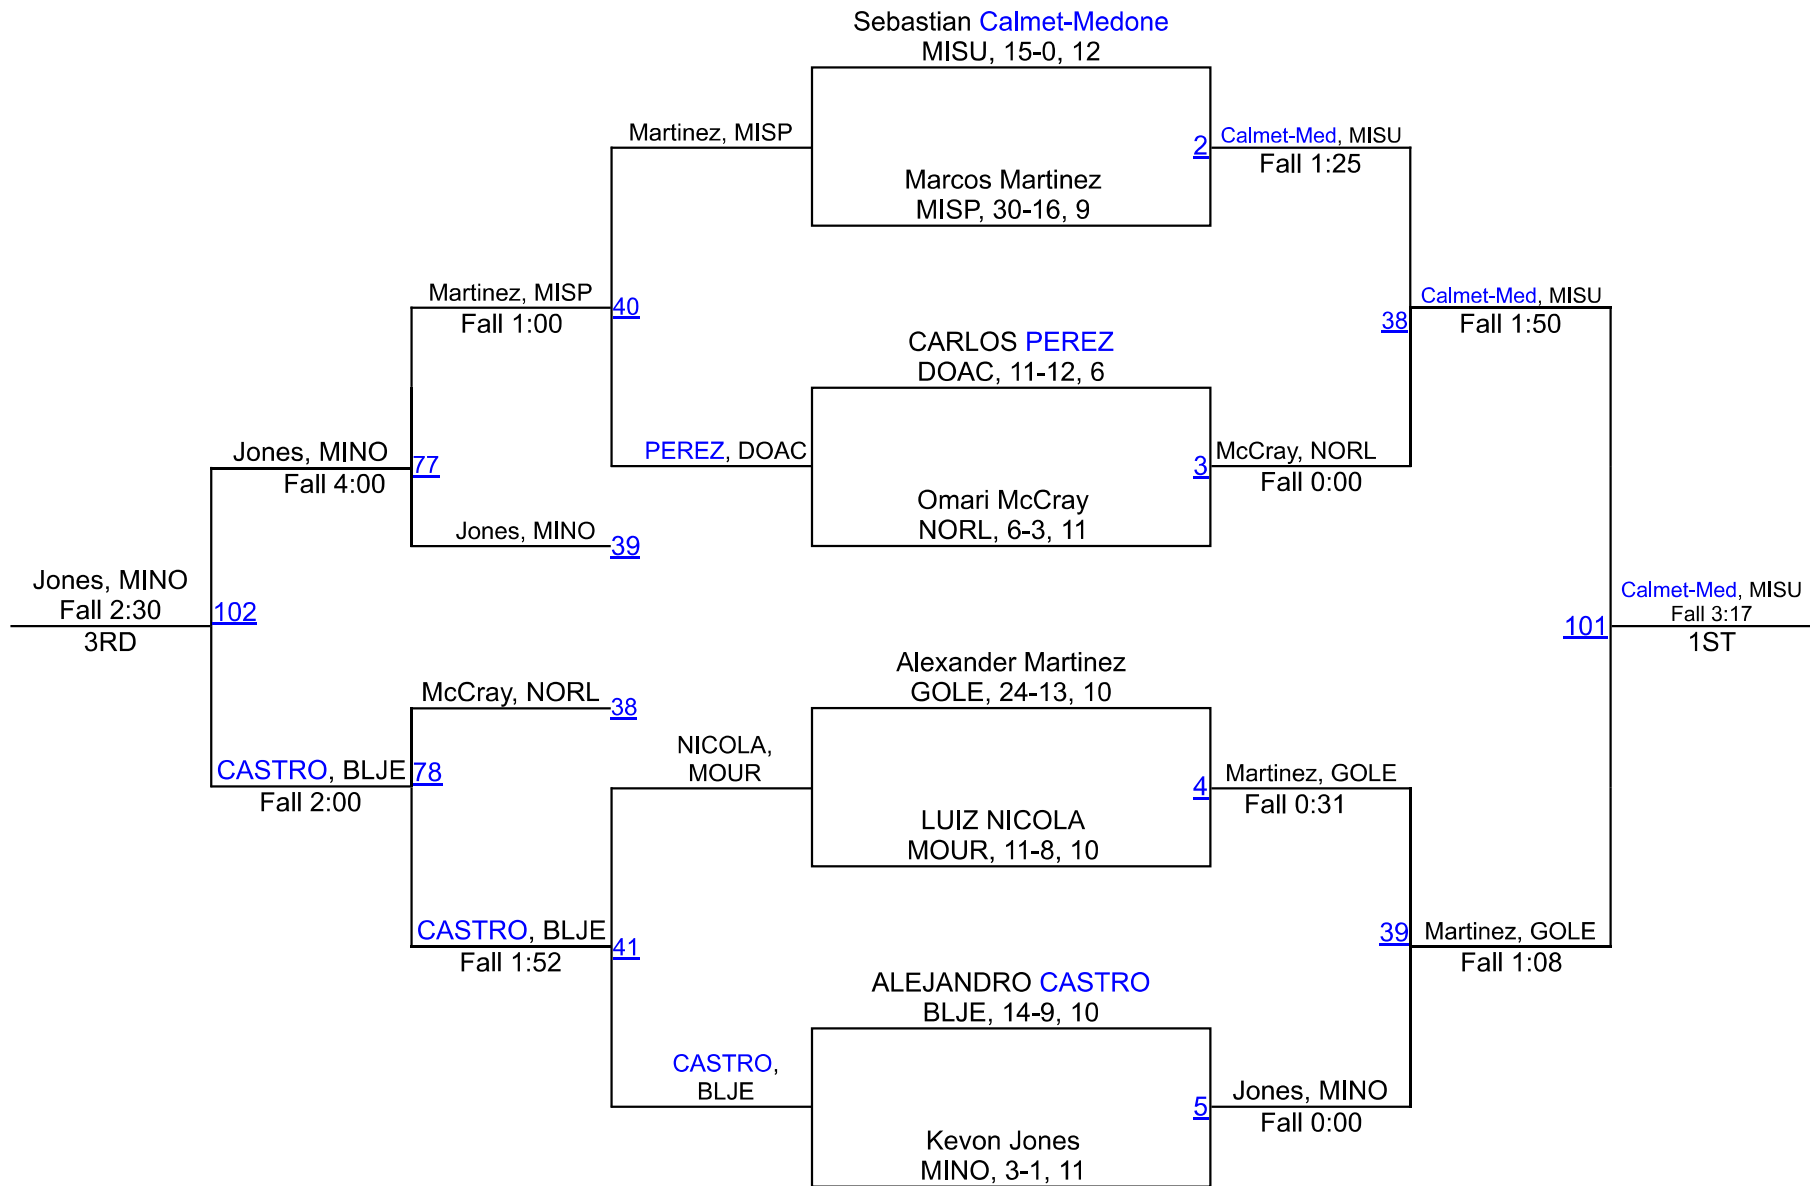 Sebastian Calmet-Medone
MISU, 15-0, 12
Martinez, MISP
2
Calmet-Med, MISU
Fall 1:25
Marcos Martinez
MISP, 30-16, 9
Martinez, MISP
Fall 1:00
40
38
Calmet-Med, MISU
Fall 1:50
CARLOS PEREZ
DOAC, 11-12, 6
Jones, MINO
Fall 4:00
77
PEREZ, DOAC
3
McCray, NORL
Fall 0:00
Omari McCray
NORL, 6-3, 11
Jones, MINO
39
Jones, MINO
Fall 2:30
3RD
102
101
Calmet-Med, MISU
Fall 3:17
1ST
Alexander Martinez
GOLE, 24-13, 10
McCray, NORL
38
NICOLA,
MOUR
CASTRO, BLJE
Fall 2:00
78
4
Martinez, GOLE
Fall 0:31
LUIZ NICOLA
MOUR, 11-8, 10
CASTRO, BLJE
Fall 1:52
41
39
Martinez, GOLE
Fall 1:08
ALEJANDRO CASTRO
BLJE, 14-9, 10
CASTRO,
BLJE
5
Jones, MINO
Fall 0:00
Kevon Jones
MINO, 3-1, 11